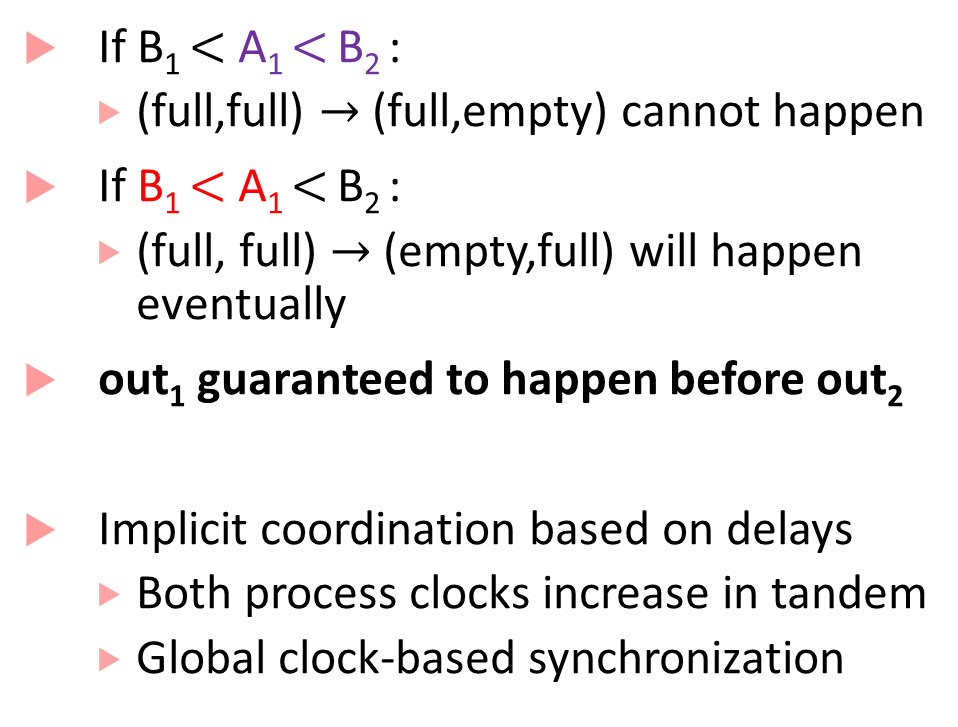 If B₁ < A₁ < B₂ :
(full,full) → (full,empty) cannot happen
If B₁ < A₁ < B₂ :
(full, full) → (empty,full) will happen
eventually
out₁ guaranteed to happen before out₂
Implicit coordination based on delays
Both process clocks increase in tandem
Global clock-based synchronization